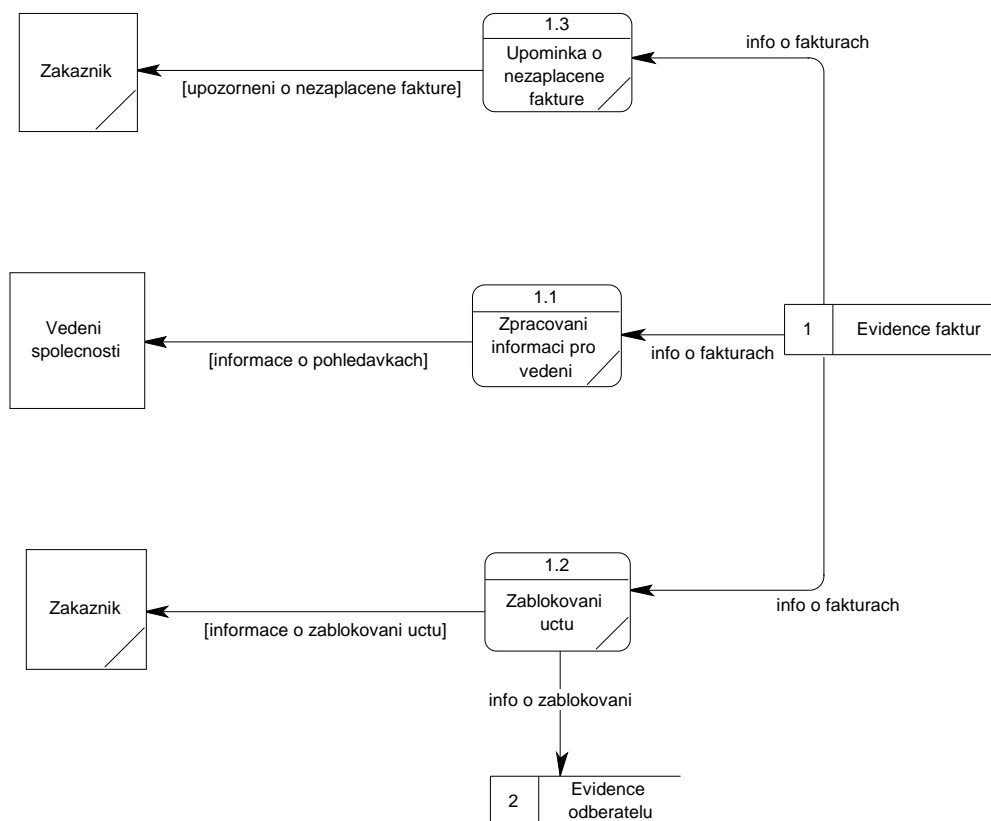 1.3
Upominka o
nezaplacene
fakture
info o fakturach
Zakaznik
[upozorneni o nezaplacene fakture]
1.1
Zpracovani
informaci pro
vedeni
Vedeni
spolecnosti
[informace o pohledavkach]
info o fakturach
1
Evidence faktur
1.2
Zablokovani
uctu
Zakaznik
[informace o zablokovani uctu]
info o fakturach
info o zablokovani
2
Evidence
odberatelu